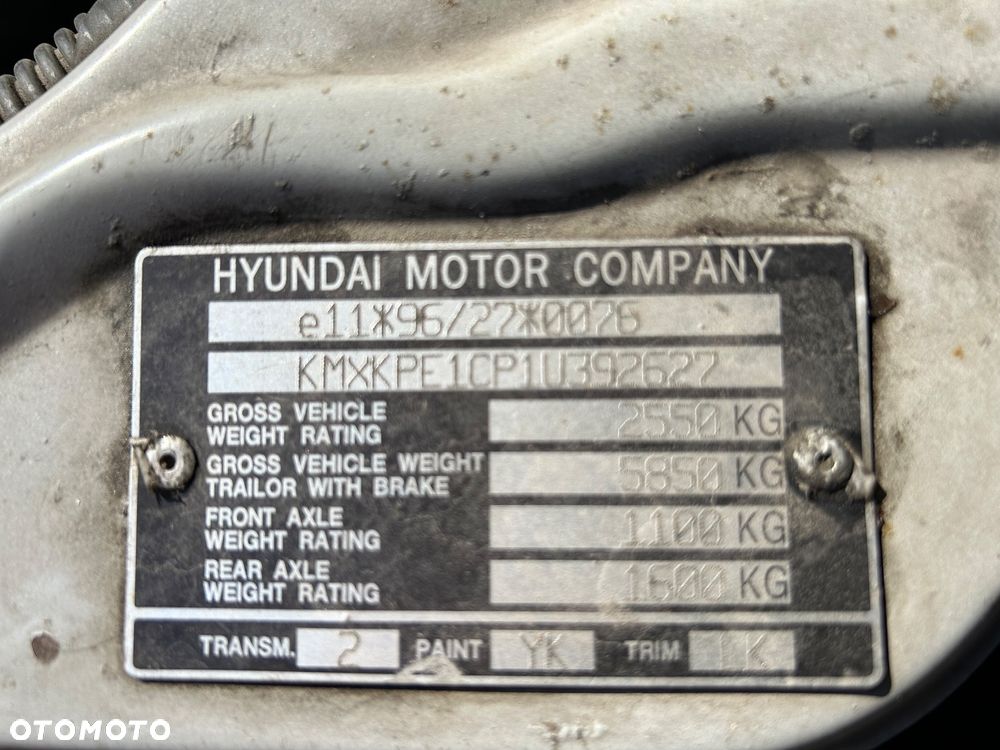 HYUNDAI MOTOR COMPANY
e11*96/27*0076
KMXKPE1CP1U392627
GROSS VEHICLE
WEIGHT RATING
2550 KG
GROSS VEHICLE WEIGHT
TRAILOR WITH BRAKE
5850 KG
FRONT AXLE
WEIGHT RATING
1100 KG
REAR AXLE
WEIGHT RATING
1600 KG
TRANSM. 2 PAINT YK TRIM
OTOMOTO